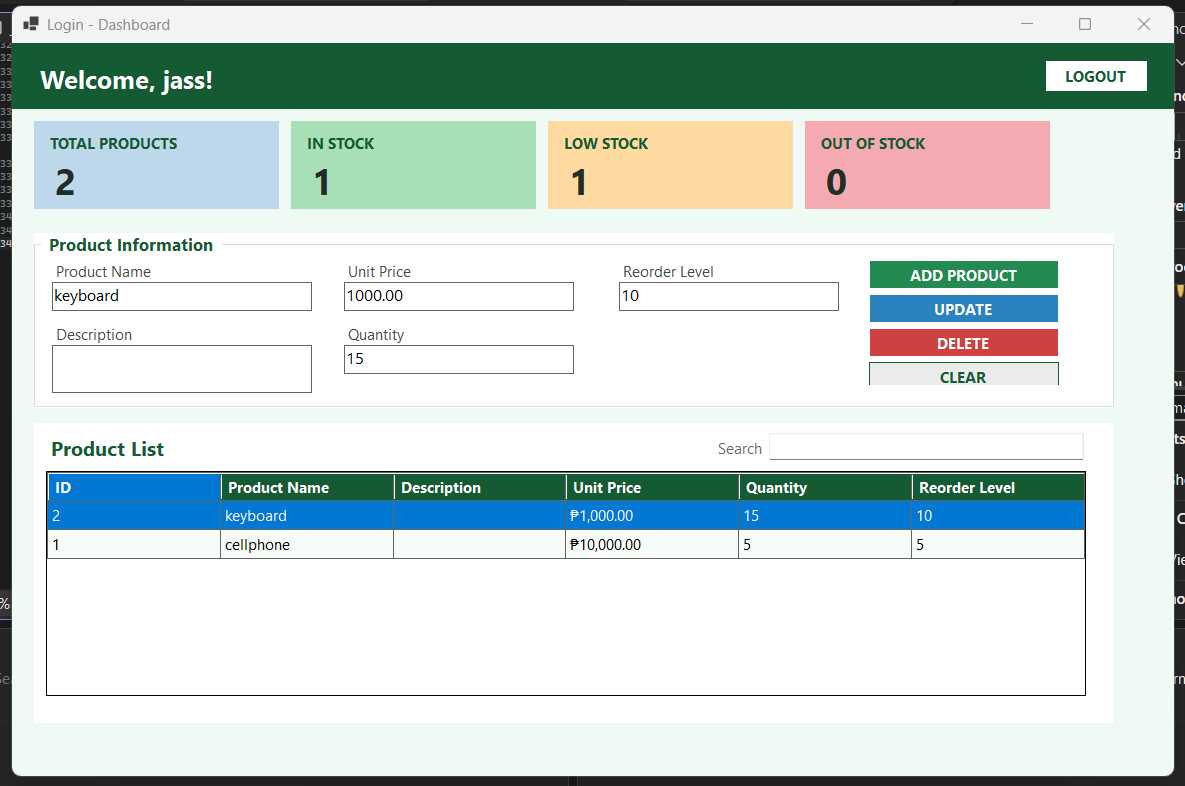 Login - Dashboard
Welcome, jass!
LOGOUT
TOTAL PRODUCTS
2
IN STOCK
1
LOW STOCK
1
OUT OF STOCK
0
Product Information
Product Name
Unit Price
Reorder Level
keyboard
1000.00
10
ADD PRODUCT
UPDATE
Description
Quantity
15
DELETE
CLEAR
Product List
Search
ID Product Name Description Unit Price Quantity Reorder Level
2 keyboard ₱1,000.00 15 10
1 cellphone ₱10,000.00 5 5